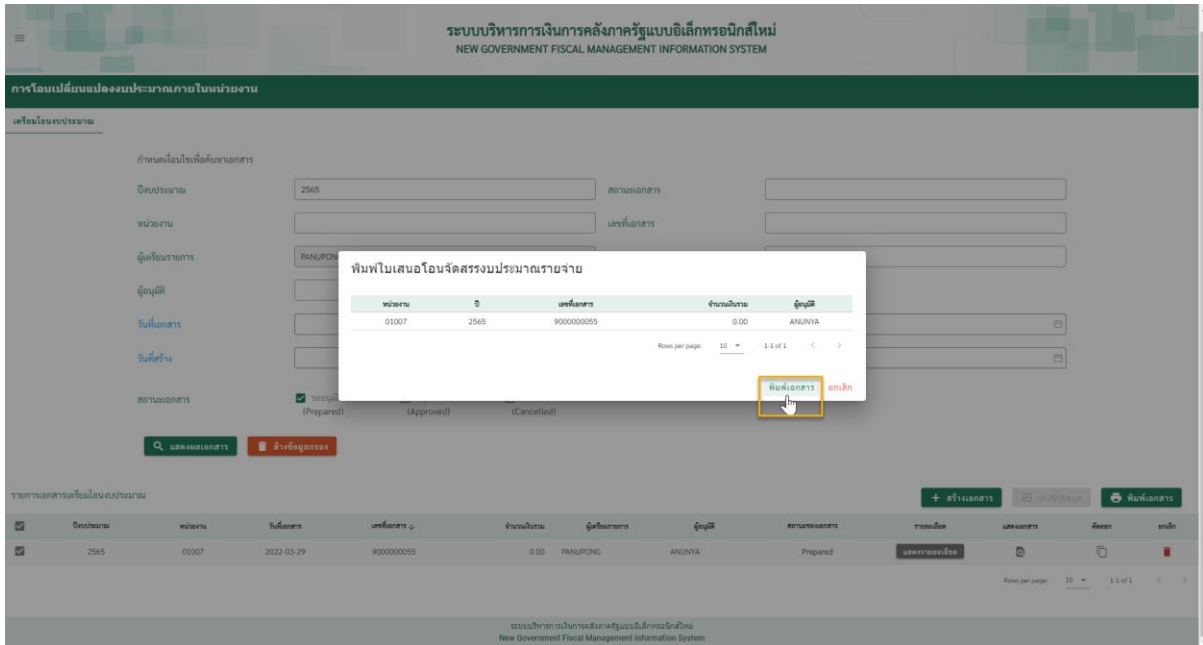 ระบบบริหารการเงินการคลังภาครัฐแบบอิเล็กทรอนิกส์ใหม่
NEW GOVERNMENT FISCAL MANAGEMENT INFORMATION SYSTEM
การโอนเปลี่ยนแปลงงบประมาณภายในหน่วยงาน
เตรียมโอนงบประมาณ
กำหนดเงื่อนไขเพื่อค้นหาเอกสาร
ปีงบประมาณ 2565 สถานะเอกสาร
หน่วยงาน เลขที่เอกสาร
ผู้เตรียมรายการ PANUPON
พิมพ์ใบเสนอโอนจัดสรรงบประมาณรายจ่าย
ผู้อนุมัติ
หน่วยงาน ปี เลขที่เอกสาร จำนวนเงินรวม ผู้อนุมัติ
01007 2565 9000000055 0.00 ANUNYA
วันที่เอกสาร
Rows per page: 10 1-1 of 1
วันที่สร้าง
พิมพ์เอกสาร ยกเลิก
สถานะเอกสาร
(Prepared) (Approved) (Cancelled)
แสดงผลเอกสาร ล้างข้อมูลกรอง
รายการเอกสารเตรียมโอนงบประมาณ + สร้างเอกสาร นำเข้าข้อมูล พิมพ์เอกสาร
ปีงบประมาณ หน่วยงาน วันที่เอกสาร เลขที่เอกสาร จำนวนเงินรวม ผู้เตรียมรายการ ผู้อนุมัติ สถานะของเอกสาร รายละเอียด แสดงเอกสาร คัดลอก ยกเลิก
2565 01007 2022-03-29 9000000055 0.00 PANUPONG ANUNYA Prepared แสดงรายละเอียด
Rows per page: 10 1-1 of 1
ระบบบริหารการเงินการคลังภาครัฐแบบอิเล็กทรอนิกส์ใหม่
New Government Fiscal Management Information System